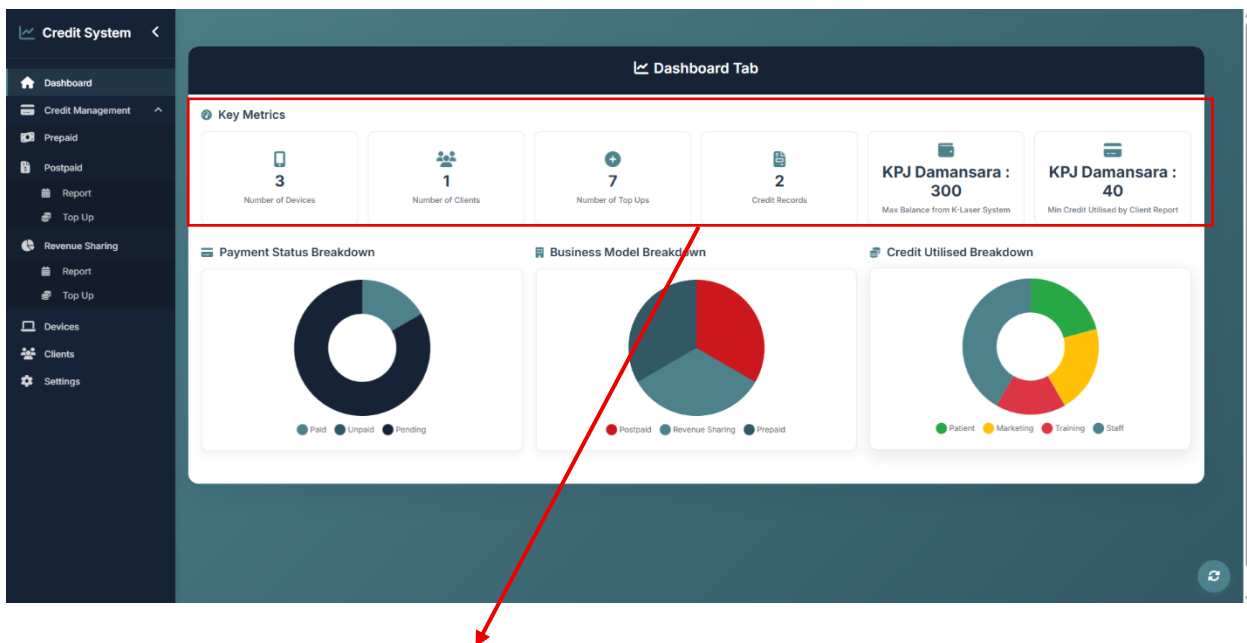 Credit System
Dashboard
Credit Management
Prepaid
Postpaid
Report
Top Up
Revenue Sharing
Report
Top Up
Devices
Clients
Settings
Dashboard Tab
Key Metrics
3
Number of Devices
1
Number of Clients
7
Number of Top Ups
2
Credit Records
KPJ Damansara :
300
Max Balance from K-Laser System
KPJ Damansara :
40
Min Credit Utilised by Client Report
Payment Status Breakdown
Paid Unpaid Pending
Business Model Breakdown
Postpaid Revenue Sharing Prepaid
Credit Utilised Breakdown
Patient Marketing Training Staff